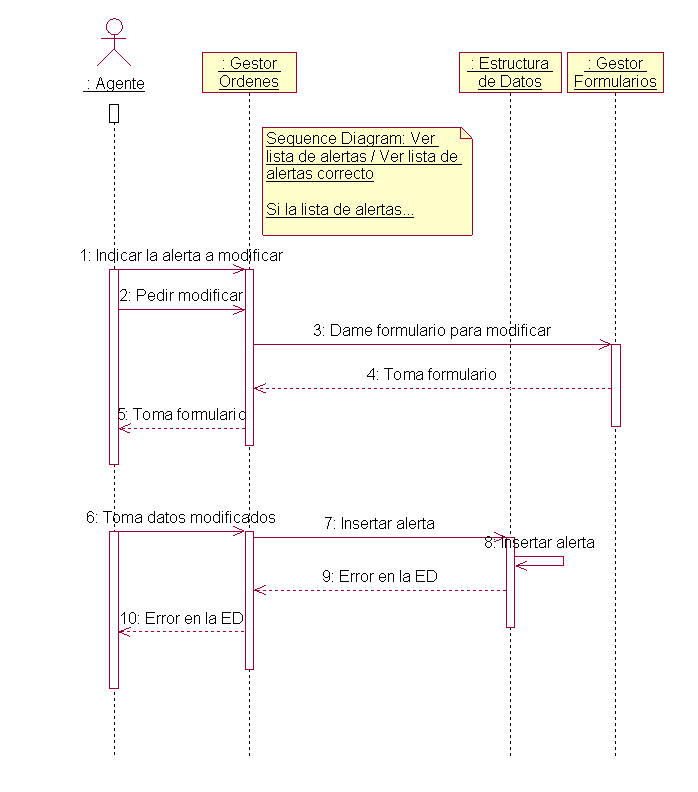 : Agente
: Gestor
Ordenes
: Estructura
de Datos
: Gestor
Formularios
Sequence Diagram: Ver
lista de alertas / Ver lista de
alertas correcto
Si la lista de alertas...
1: Indicar la alerta a modificar
2: Pedir modificar
3: Dame formulario para modificar
4: Toma formulario
5: Toma formulario
6: Toma datos modificados
7: Insertar alerta
8: Insertar alerta
9: Error en la ED
10: Error en la ED